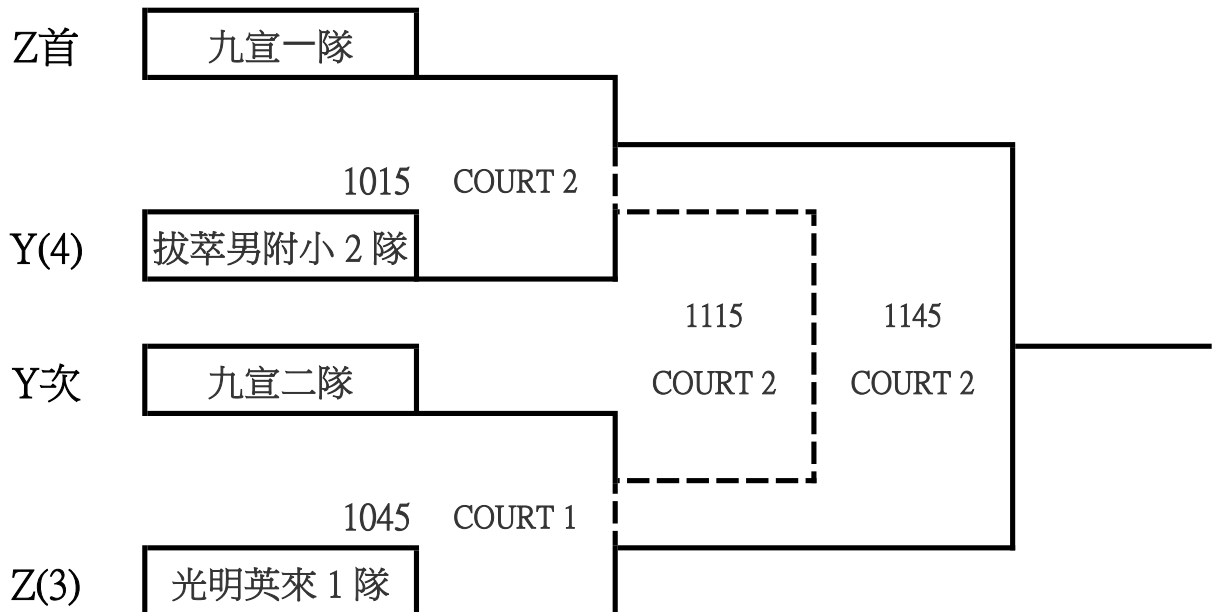 Z首 九宣一隊
1015 COURT 2
Y(4) 拔萃男附小 2 隊
1115 1145
Y次 九宣二隊 COURT 2 COURT 2
1045 COURT 1
Z(3) 光明英來 1 隊